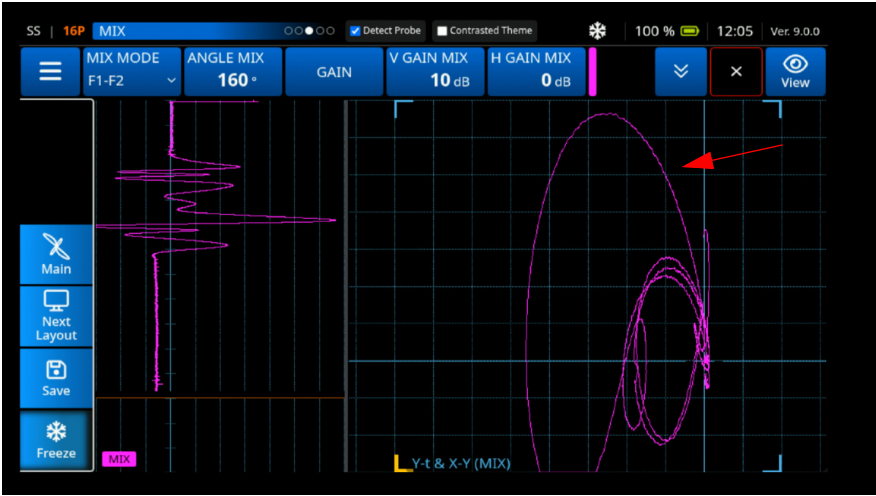 SS | 16P MIX Detect Probe Contrasted Theme 100 % 12:05 Ver. 9.0.0
MIX MODE ANGLE MIX GAIN V GAIN MIX H GAIN MIX
F1-F2 160 ° 10 dB 0 dB View
Main
Next
Layout
Save
Freeze
MIX
Y-t & X-Y (MIX)